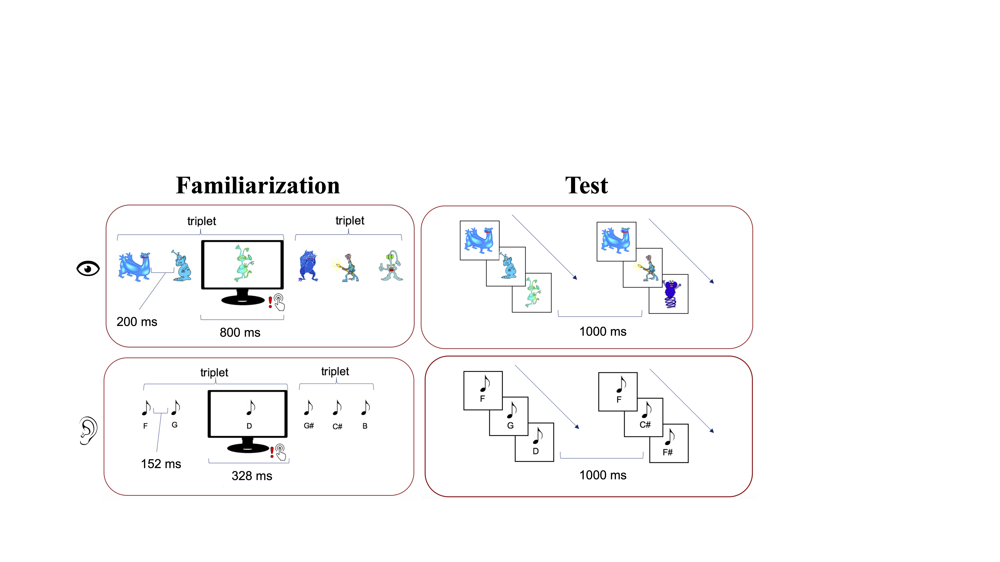 Familiarization
Test
triplet
triplet
200 ms
800 ms
1000 ms
triplet
triplet
F
G
D
G#
C#
B
152 ms
328 ms
F
G
D
F
C#
F#
1000 ms